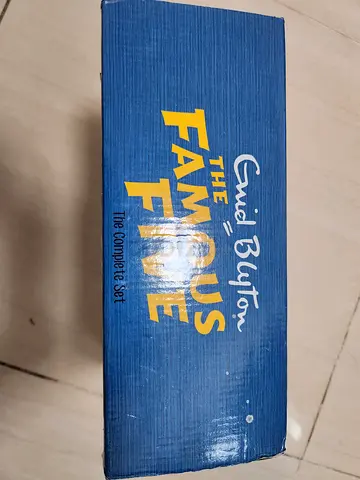 Enid Blyton
THE
FAMOUS
FIVE
The Complete Set